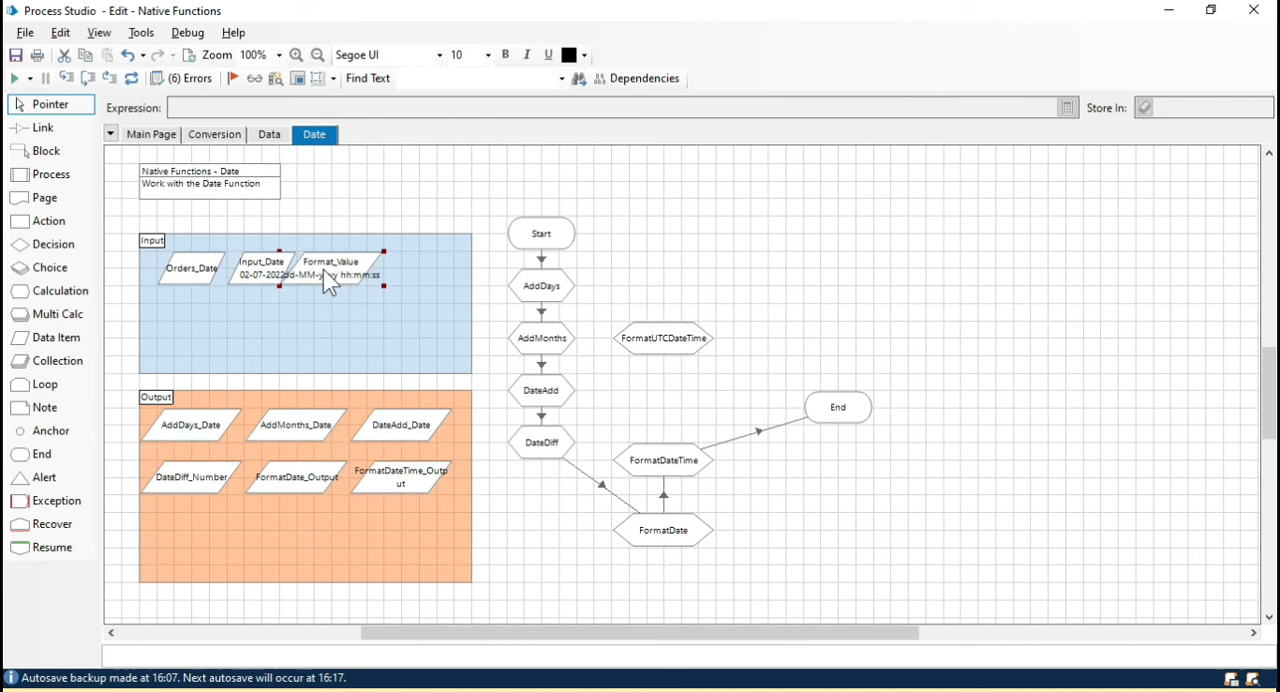 Process Studio - Edit - Native Functions
File Edit View Tools Debug Help
Zoom 100% Segoe UI 10 B I U
(6) Errors Find Text Dependencies
Pointer
Link
Block
Process
Page
Action
Decision
Choice
Calculation
Multi Calc
Data Item
Collection
Loop
Note
Anchor
End
Alert
Exception
Recover
Resume
Expression: Store In:
Main Page Conversion Data Date
Native Functions - Date
Work with the Date Function
Input
Orders_Date
Input_Date
02-07-2022
Format_Value
hh:mm:ss
Output
AddDays_Date
AddMonths_Date
DateAdd_Date
DateDiff_Number
FormatDate_Output
FormatDateTime_Outp
ut
Start
AddDays
AddMonths
DateAdd
DateDiff
FormatUTCDateTime
FormatDateTime
FormatDate
End
Autosave backup made at 16:07. Next autosave will occur at 16:17.